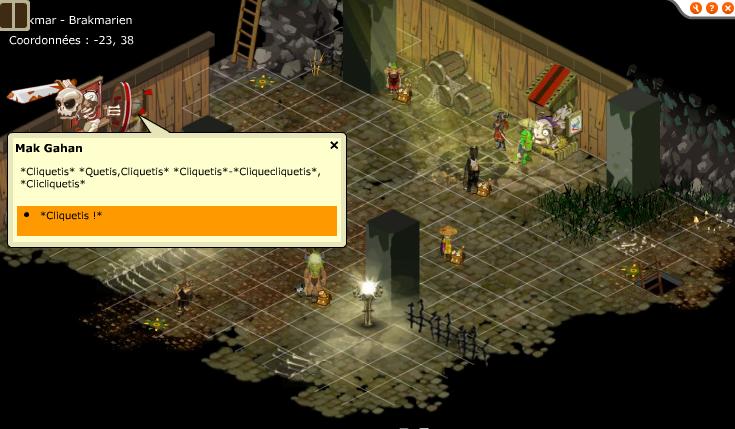 kmar - Brakmarien
Coordonnées : -23, 38
Mak Gahan
*Cliquetis* *Quetis,Cliquetis* *Cliquetis*-*Cliquecliquetis*,
*Clicliquetis*
*Cliquetis !*